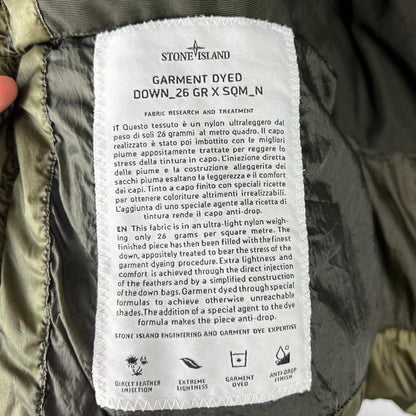 STONE ISLAND
GARMENT DYED
DOWN_26 GR X SQM_N
FABRIC RESEARCH AND TREATMENT
IT Questo tessuto è un nylon ultraleggero dal
peso di soli 26 grammi al metro quadro. Il capo
realizzato è stato poi imbottito con le migliori
piume appositamente trattate per reggere lo
stress della tintura in capo. L'iniezione diretta
delle piume e la costruzione alleggerita dei
sacchi piuma esaltano la leggerezza e il comfort
dei capi. Tinto a capo finito con speciali ricette
per ottenere coloriture altrimenti irrealizzabili.
L'aggiunta di uno speciale agente alla ricetta di
tintura rende il capo anti-drop.
EN This fabric is in an ultra-light nylon weigh-
ing only 26 grams per square metre. The
finished piece has then been filled with the finest
down, appositely treated to bear the stress of the
garment dyeing procedure. Extra lightness and
comfort is achieved through the direct injection
of the feathers and by a simplified construction
of the down bags. Garment dyed through special
formulas to achieve otherwise unreachable
shades. The addition of a special agent to the dye
formula makes the piece anti-drop.
STONE ISLAND ENGINEERING AND GARMENT DYE EXPERTISE
DIRECT FEATHER
INJECTION
EXTREME
LIGHTNESS
GARMENT
DYED
ANTI DROP
FINISH